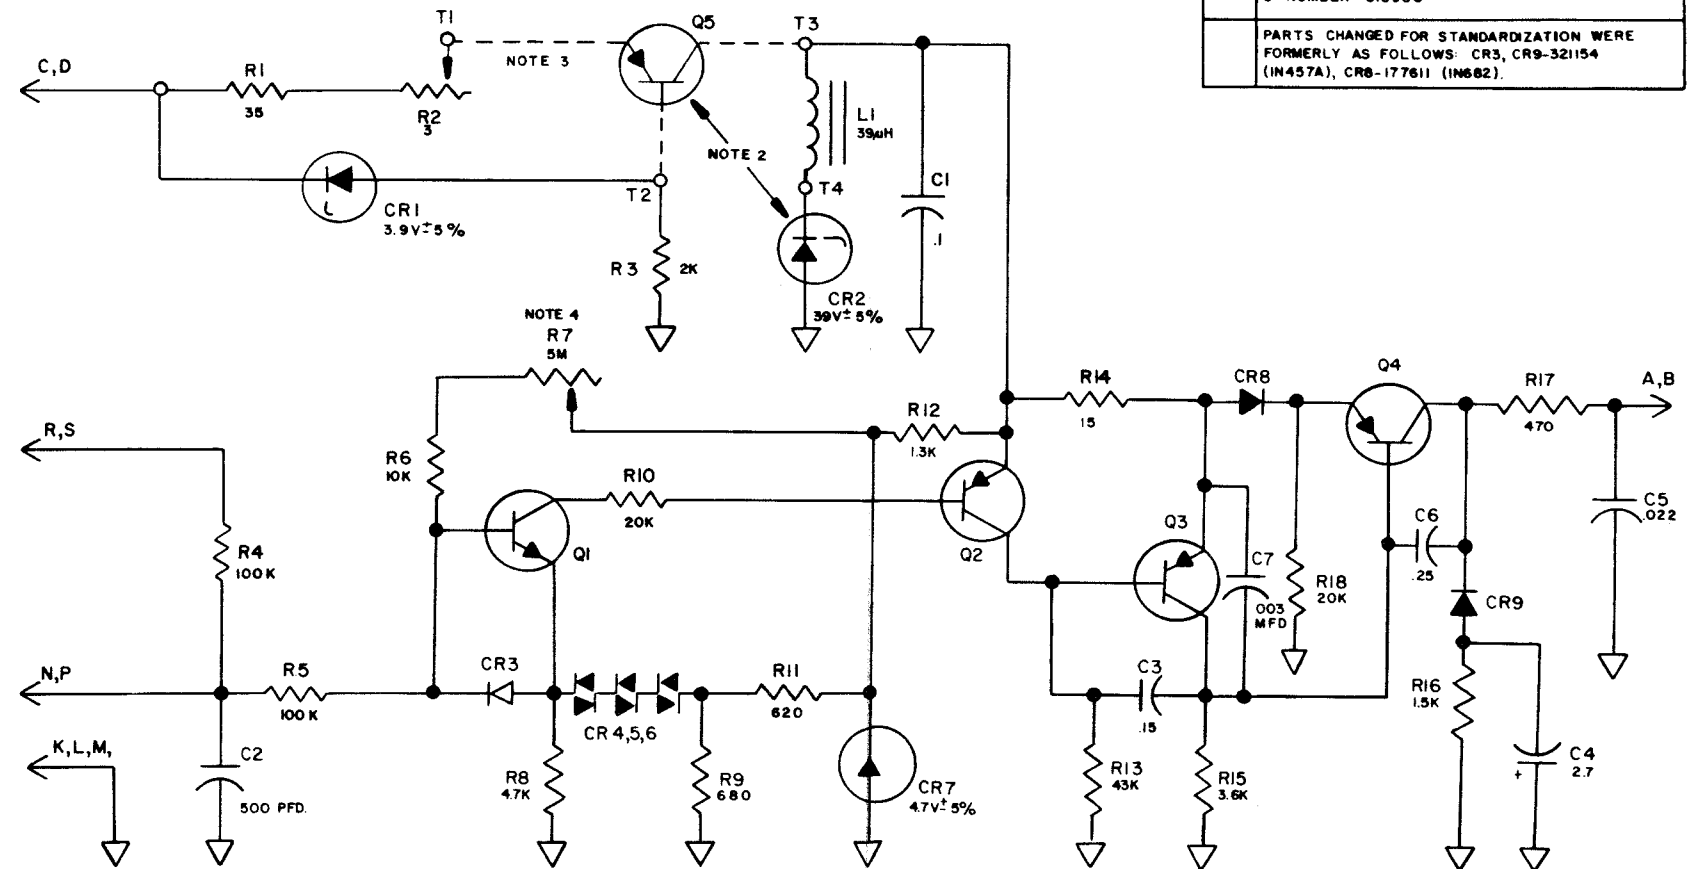 PARTS CHANGED FOR STANDARDIZATION WERE
FORMERLY AS FOLLOWS: CR3, CR9-321154
(IN457A), CR8-177611 (IN682).
T1
Q5
T3
C,D
R1
35
R2
3
NOTE 3
L1
39µH
NOTE 2
T2
T4
C1
.1
CR1
3.9V±5%
R3
2K
CR2
39V±5%
NOTE 4
R7
5M
R14
15
CR8
Q4
R17
470
A,B
R12
1.3K
R,S
R6
10K
R10
20K
Q1
Q2
Q3
C6
.25
C5
.022
R4
100K
C7
.003
MFD
R18
20K
CR9
N,P
R5
100K
CR3
CR 4,5,6
R11
620
C3
.15
R16
1.5K
K,L,M,
C2
500 PFD.
R8
4.7K
R9
680
CR7
4.7V±5%
R13
43K
R15
3.6K
C4
2.7
+